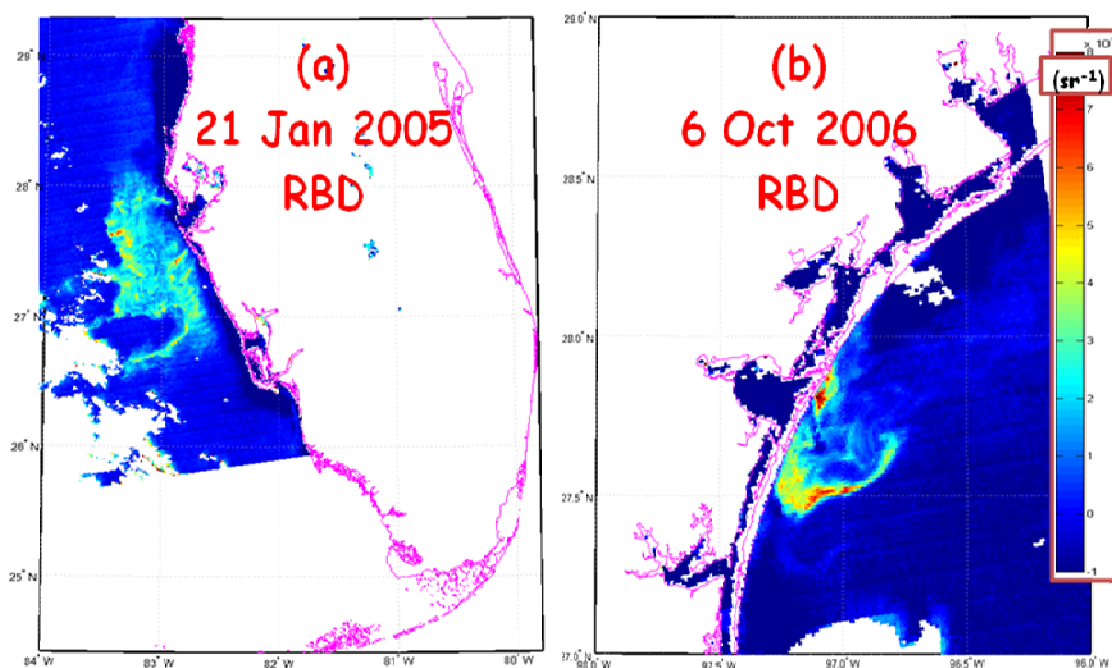 (a)
21 Jan 2005
RBD
29° N
28° N
27° N
26° N
25° N
84° W
83° W
82° W
81° W
80° W
(b)
6 Oct 2006
RBD
29.0° N
28.5° N
28.0° N
27.5° N
27.0° N
97.0° W
96.5° W
(sr⁻¹)
7
6
5
4
3
2
1
0
-1